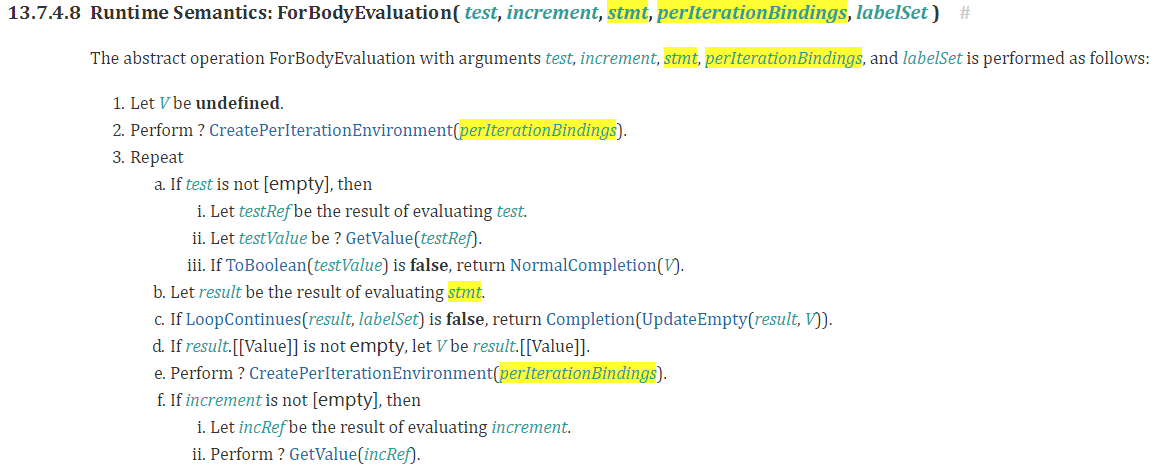 13.7.4.8 Runtime Semantics: ForBodyEvaluation( test, increment, stmt, perIterationBindings, labelSet ) #
The abstract operation ForBodyEvaluation with arguments test, increment, stmt, perIterationBindings, and labelSet is performed as follows:
1. Let V be undefined.
2. Perform ? CreatePerIterationEnvironment(perIterationBindings).
3. Repeat
a. If test is not [empty], then
i. Let testRef be the result of evaluating test.
ii. Let testValue be ? GetValue(testRef).
iii. If ToBoolean(testValue) is false, return NormalCompletion(V).
b. Let result be the result of evaluating stmt.
c. If LoopContinues(result, labelSet) is false, return Completion(UpdateEmpty(result, V)).
d. If result.[[Value]] is not empty, let V be result.[[Value]].
e. Perform ? CreatePerIterationEnvironment(perIterationBindings).
f. If increment is not [empty], then
i. Let incRef be the result of evaluating increment.
ii. Perform ? GetValue(incRef).